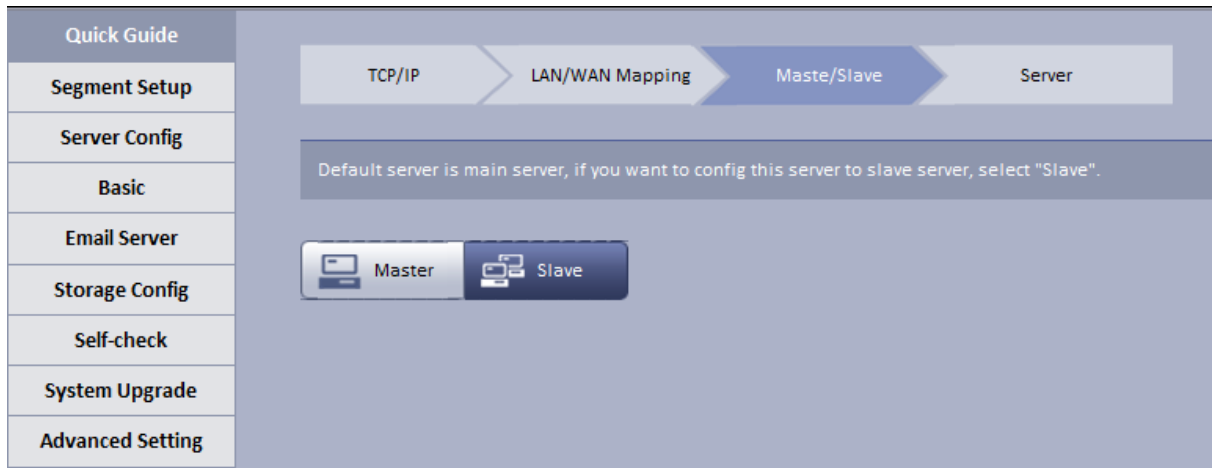 Quick Guide
Segment Setup
Server Config
Basic
Email Server
Storage Config
Self-check
System Upgrade
Advanced Setting
TCP/IP
LAN/WAN Mapping
Maste/Slave
Server
Default server is main server, if you want to config this server to slave server, select "Slave".
Master
Slave